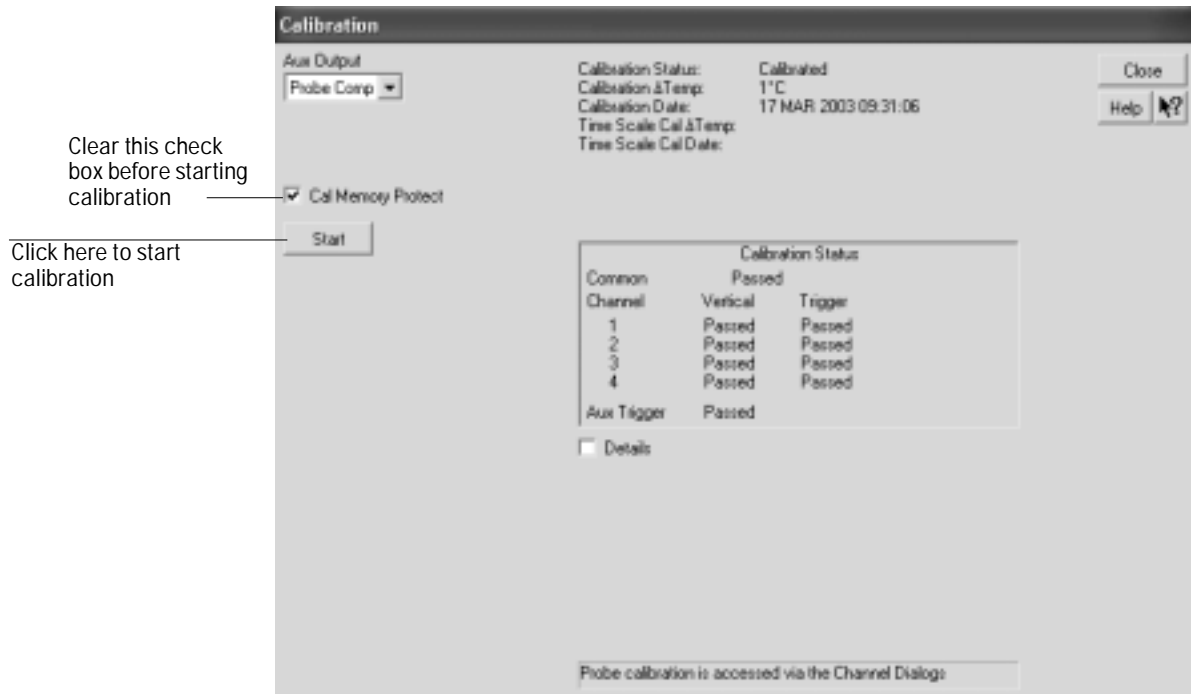 Calibration
Aux Output
Probe Comp
Calibration Status: Calibrated
Calibration ΔTemp: 1°C
Calibration Date: 17 MAR 2003 09:31:06
Time Scale Cal ΔTemp:
Time Scale Cal Date:
Close
Help
Clear this check
box before starting
calibration
Cal Memory Protect
Start
Click here to start
calibration
Calibration Status
Common Passed
Channel Vertical Trigger
1 Passed Passed
2 Passed Passed
3 Passed Passed
4 Passed Passed
Aux Trigger Passed
Details
Probe calibration is accessed via the Channel Dialogs